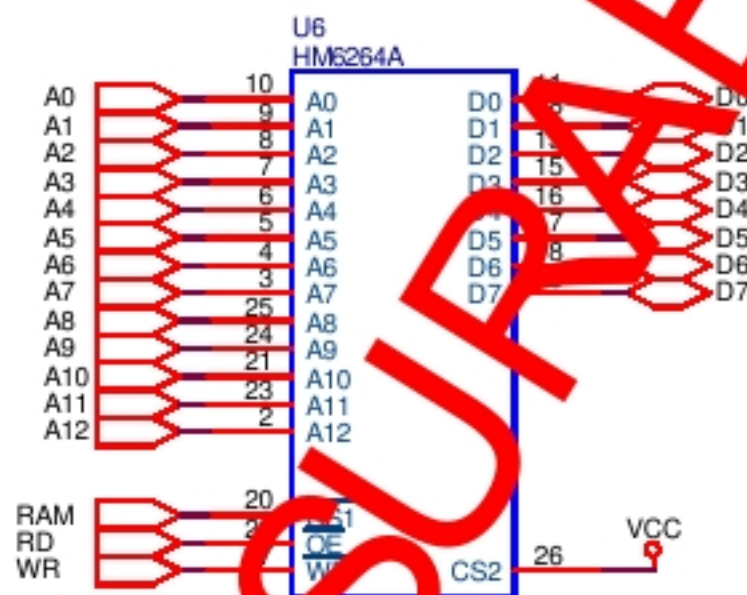 U6
HM6264A
A0 10 A0 D0
A1 9 A1 D1
A2 8 A2 D2 D2
A3 7 A3 D3 15 D3
A4 6 A4 16 D4
A5 5 A5 D5 D5
A6 4 A6 D6 D6
A7 3 A7 D7 D7
A8 25 A8
A9 24 A9
A10 21 A10
A11 23 A11
A12 2 A12
RAM 20
RD OE
WR CS2 26 VCC
SURA